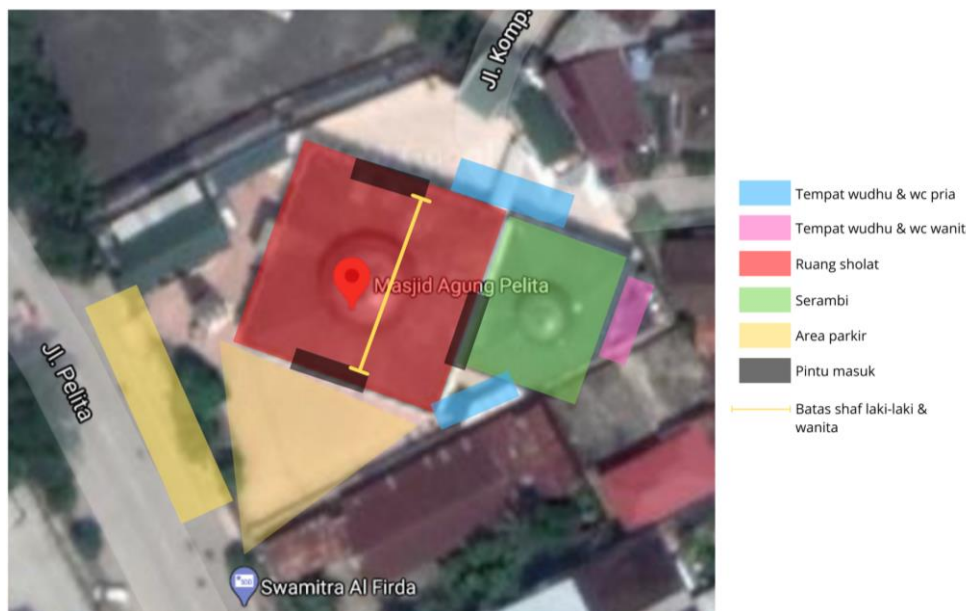 Jl. Komp.
Masjid Agung Pelita
Jl. Pelita
Swamitra Al Firda
Tempat wudhu & wc pria
Tempat wudhu & wc wanit
Ruang sholat
Serambi
Area parkir
Pintu masuk
Batas shaf laki-laki &
wanita